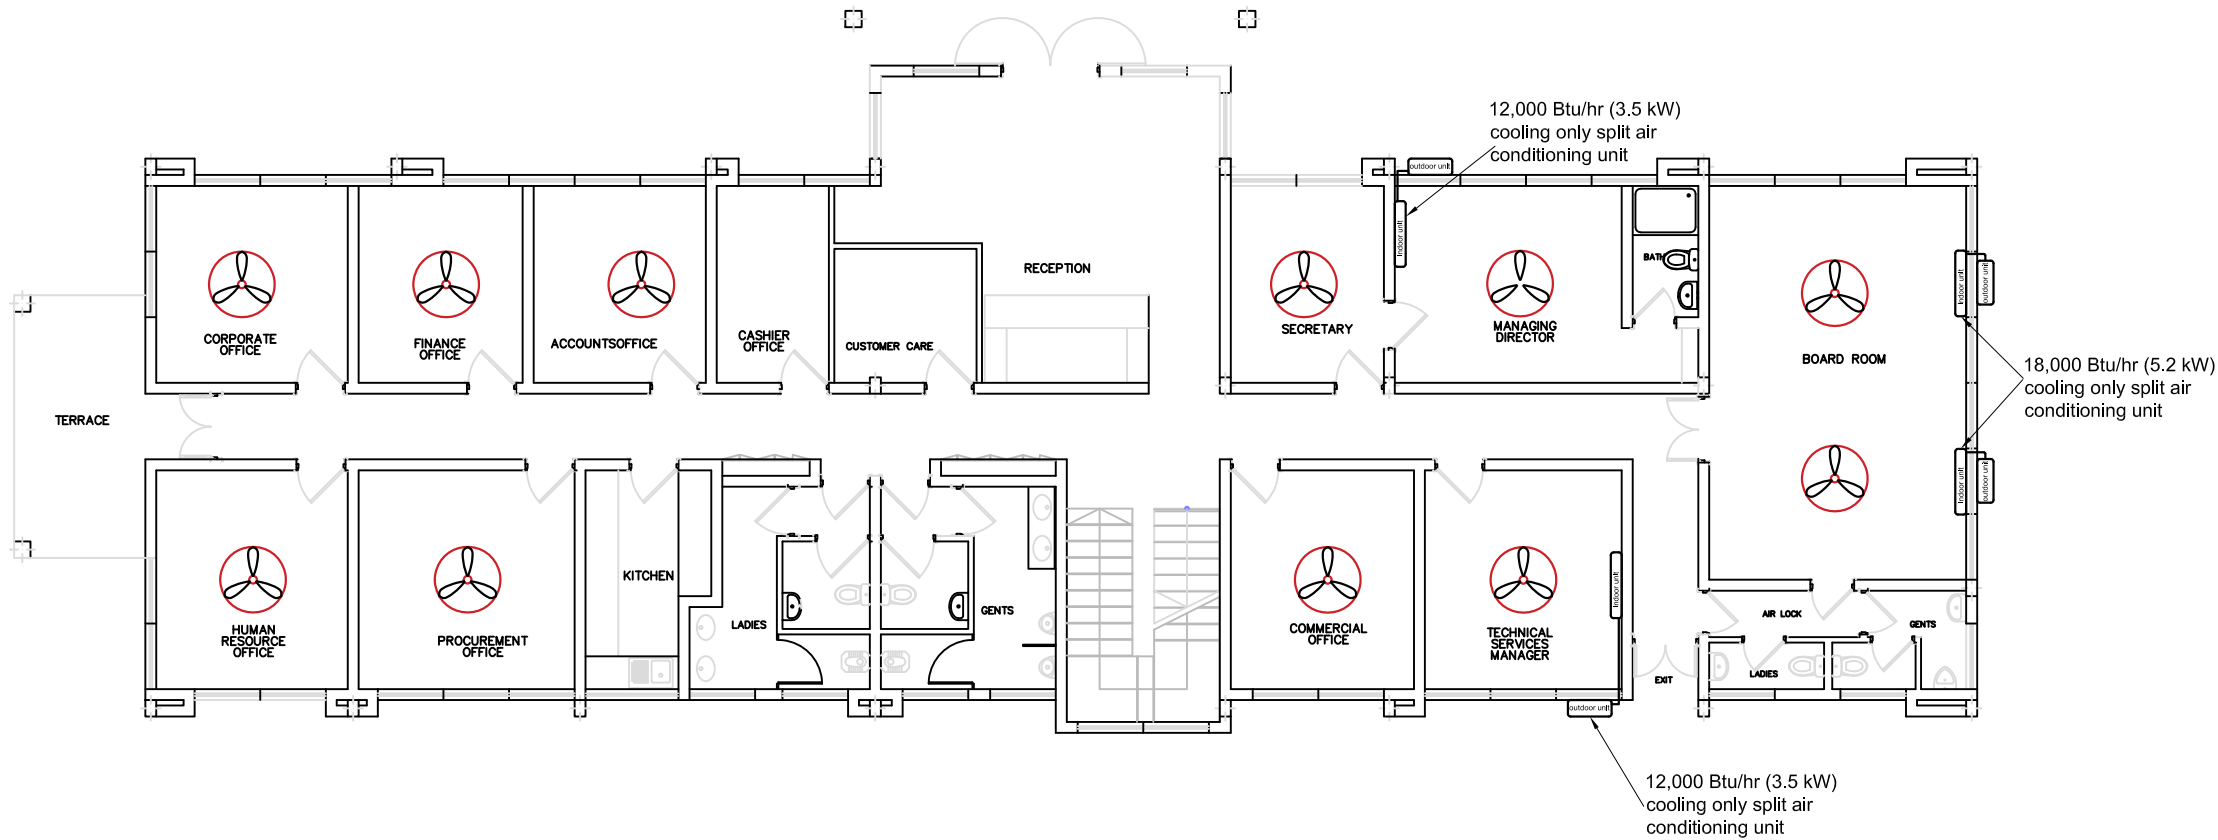 12,000 Btu/hr (3.5 kW)
cooling only split air
conditioning unit
outdoor unit
Indoor unit
CORPORATE
OFFICE
FINANCE
OFFICE
ACCOUNTSOFFICE
CASHIER
OFFICE
CUSTOMER CARE
RECEPTION
SECRETARY
MANAGING
DIRECTOR
BATH
BOARD ROOM
Indoor unit
outdoor unit
18,000 Btu/hr (5.2 kW)
cooling only split air
conditioning unit
TERRACE
Indoor unit
outdoor unit
HUMAN
RESOURCE
OFFICE
PROCUREMENT
OFFICE
KITCHEN
LADIES
GENTS
COMMERCIAL
OFFICE
TECHNICAL
SERVICES
MANAGER
Indoor unit
outdoor unit
EXIT
AIR LOCK
LADIES
GENTS
12,000 Btu/hr (3.5 kW)
cooling only split air
conditioning unit